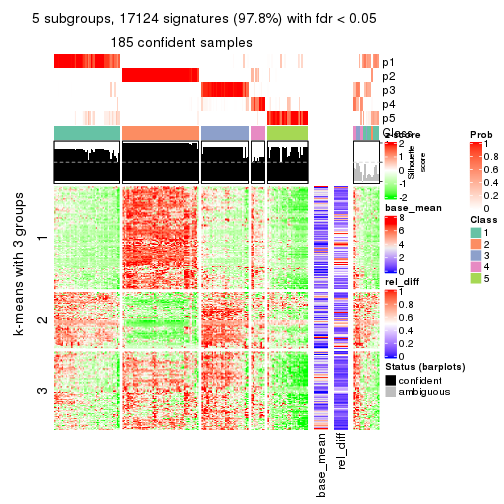 5 subgroups, 17124 signatures (97.8%) with fdr < 0.05
185 confident samples
p1
p2
p3
p4
p5
Class
z-score
2
1
0
-1
-2
Silhouette
score
Prob
1
0.8
0.6
0.4
0.2
0
base_mean
8
6
4
2
0
Class
1
2
3
4
5
rel_diff
1
0.8
0.6
0.4
0.2
0
Status (barplots)
confident
ambiguous
k-means with 3 groups
1
2
3
base_mean
rel_diff